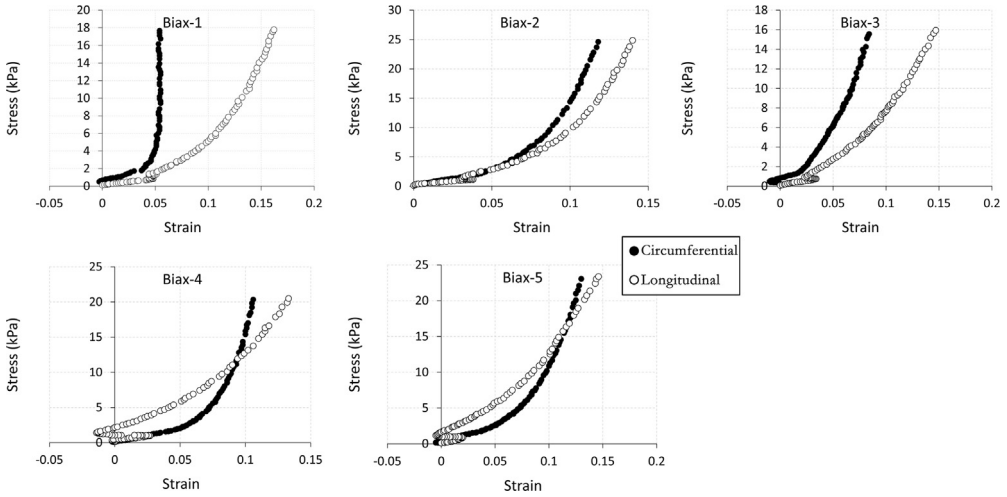 Biax-1
Stress (kPa)
20
18
16
14
12
10
8
6
4
2
0
-0.05 0 0.05 0.1 0.15 0.2
Strain
Biax-2
Stress (kPa)
30
25
20
15
10
5
0
0 0.05 0.1 0.15
Strain
Biax-3
Stress (kPa)
18
16
14
12
10
8
6
4
2
0
-0.05 0 0.05 0.1 0.15 0.2
Strain
Circumferential
Longitudinal
Biax-4
Stress (kPa)
25
20
15
10
5
0
-0.05 0 0.05 0.1 0.15
Strain
Biax-5
Stress (kPa)
25
20
15
10
5
0
-0.05 0 0.05 0.1 0.15 0.2
Strain